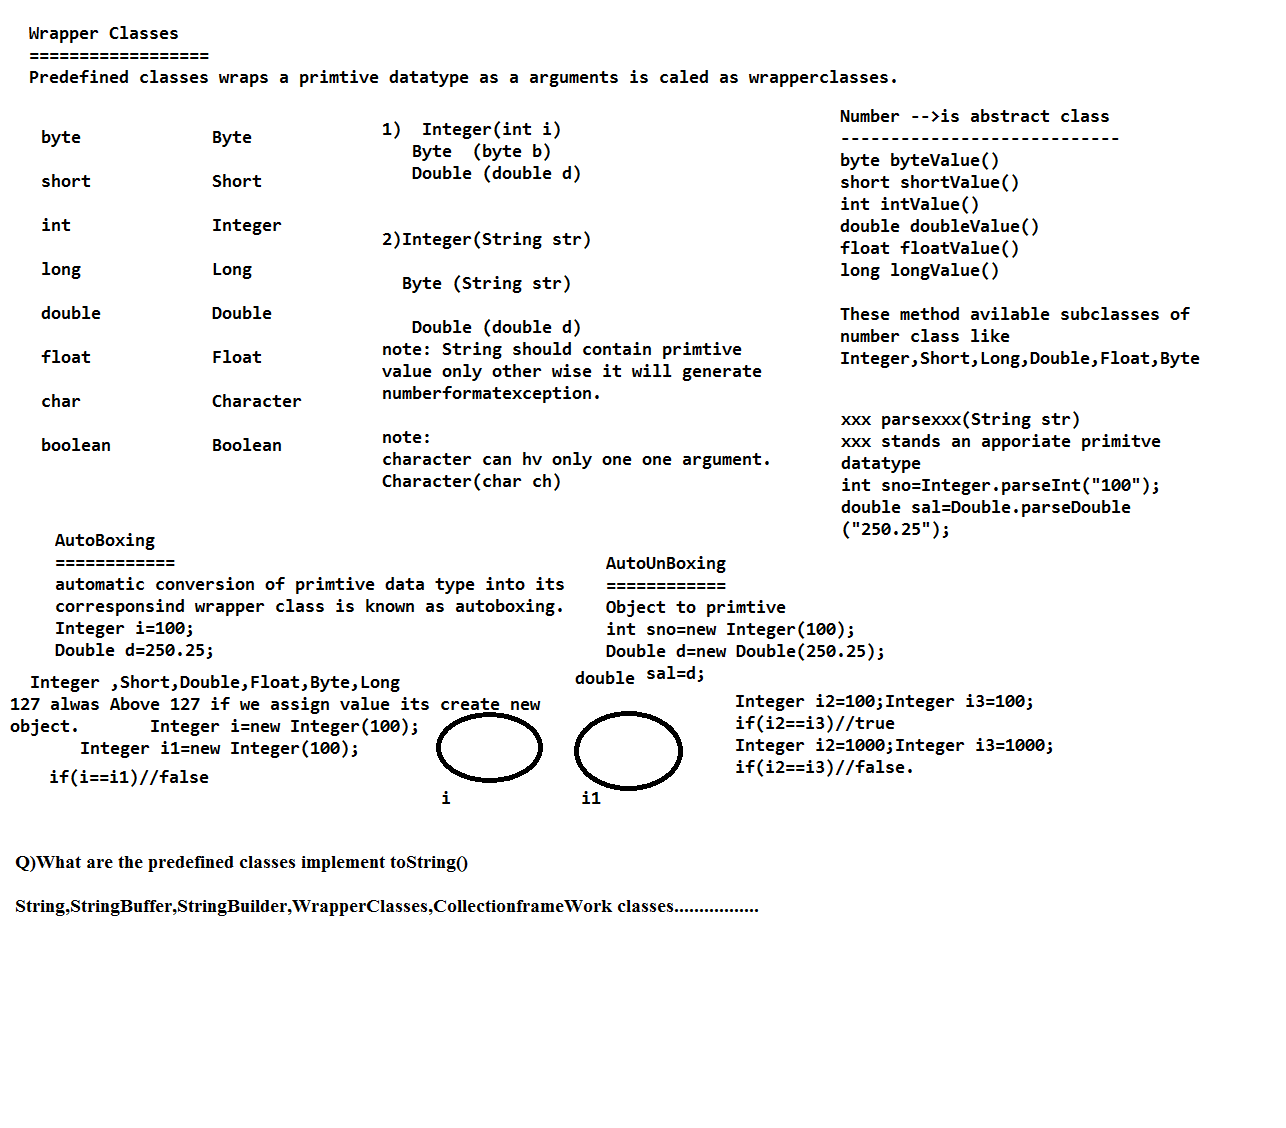 Wrapper Classes
==================
Predefined classes wraps a primtive datatype as a arguments is caled as wrapperclasses.
byte Byte
short Short
int Integer
long Long
double Double
float Float
char Character
boolean Boolean
1)  Integer(int i)
Byte  (byte b)
Double (double d)
2)Integer(String str)
Byte (String str)
Double (double d)
note: String should contain primtive
value only other wise it will generate
numberformatexception.
note:
character can hv only one one argument.
Character(char ch)
Number -->is abstract class
----------------------------
byte byteValue()
short shortValue()
int intValue()
double doubleValue()
float floatValue()
long longValue()
These method avilable subclasses of
number class like
Integer,Short,Long,Double,Float,Byte
xxx parsexxx(String str)
xxx stands an apporiate primitve
datatype
int sno=Integer.parseInt("100");
double sal=Double.parseDouble
("250.25");
AutoBoxing
============
automatic conversion of primtive data type into its
corresponsind wrapper class is known as autoboxing.
Integer i=100;
Double d=250.25;
AutoUnBoxing
============
Object to primtive
int sno=new Integer(100);
Double d=new Double(250.25);
double sal=d;
Integer ,Short,Double,Float,Byte,Long
127 alwas Above 127 if we assign value its create new
object. Integer i=new Integer(100);
Integer i1=new Integer(100);
if(i==i1)//false
i
i1
Integer i2=100;Integer i3=100;
if(i2==i3)//true
Integer i2=1000;Integer i3=1000;
if(i2==i3)//false.
Q)What are the predefined classes implement toString()
String,StringBuffer,StringBuilder,WrapperClasses,CollectionframeWork classes.................